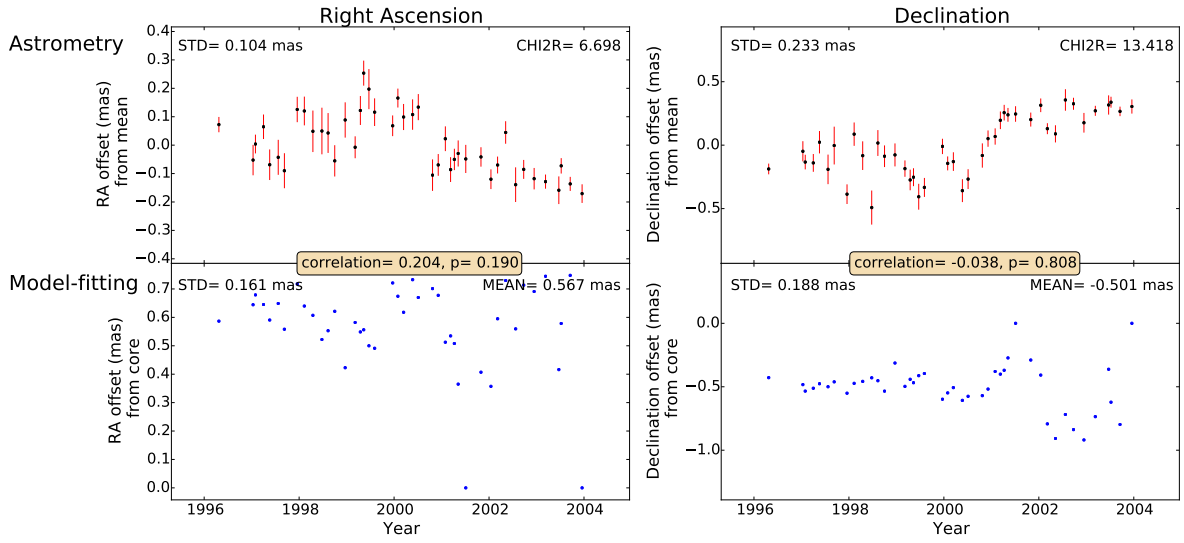 Right Ascension
Declination
Astrometry
STD= 0.104 mas
CHI2R= 6.698
STD= 0.233 mas
CHI2R= 13.418
RA offset (mas)
from mean
0.4
0.3
0.2
0.1
0.0
−0.1
−0.2
−0.3
−0.4
Declination offset (mas)
from mean
0.5
0.0
−0.5
correlation= 0.204, p= 0.190
correlation= -0.038, p= 0.808
Model-fitting
STD= 0.161 mas
MEAN= 0.567 mas
STD= 0.188 mas
MEAN= -0.501 mas
RA offset (mas)
from core
0.7
0.6
0.5
0.4
0.3
0.2
0.1
0.0
Declination offset (mas)
from core
0.0
−0.5
−1.0
1996 1998 2000 2002 2004
Year
1996 1998 2000 2002 2004
Year